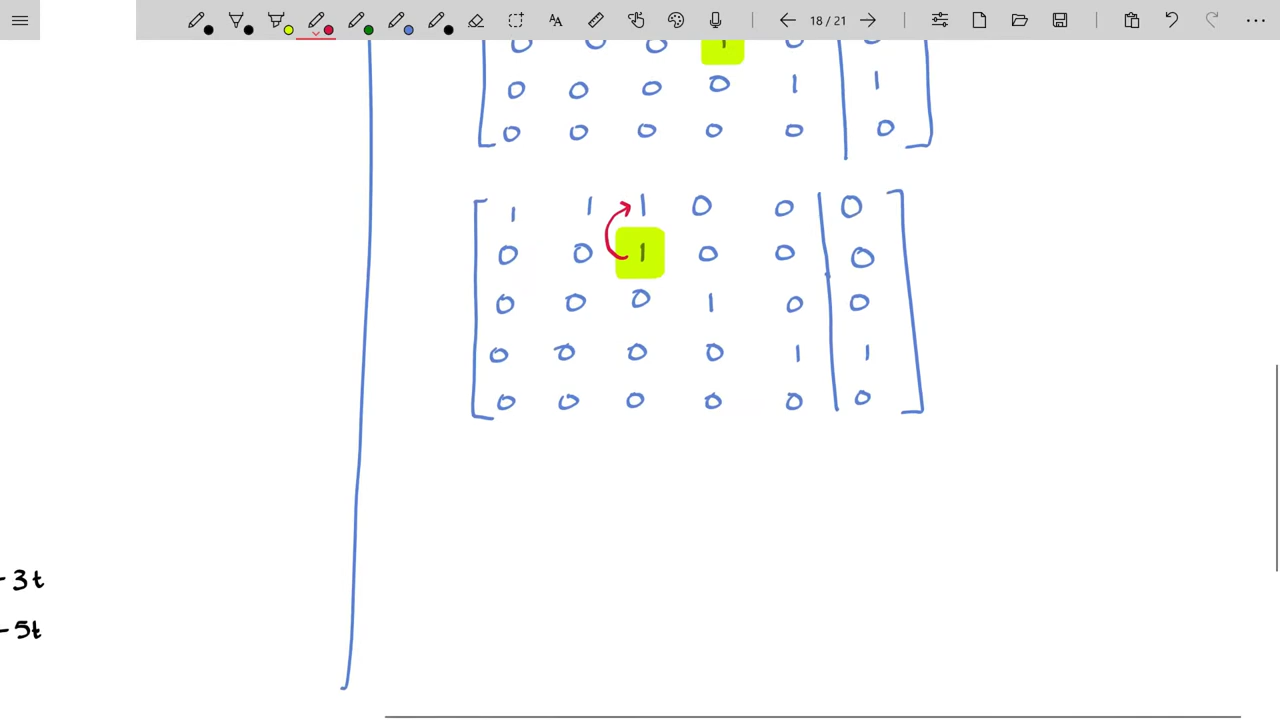 18 / 21
0 0 0 1 0 0
0 0 0 0 1 1
0 0 0 0 0 0
1 1 1 0 0 0
0 0 1 0 0 0
0 0 0 1 0 0
0 0 0 0 1 1
0 0 0 0 0 0
- 3t
- 5t